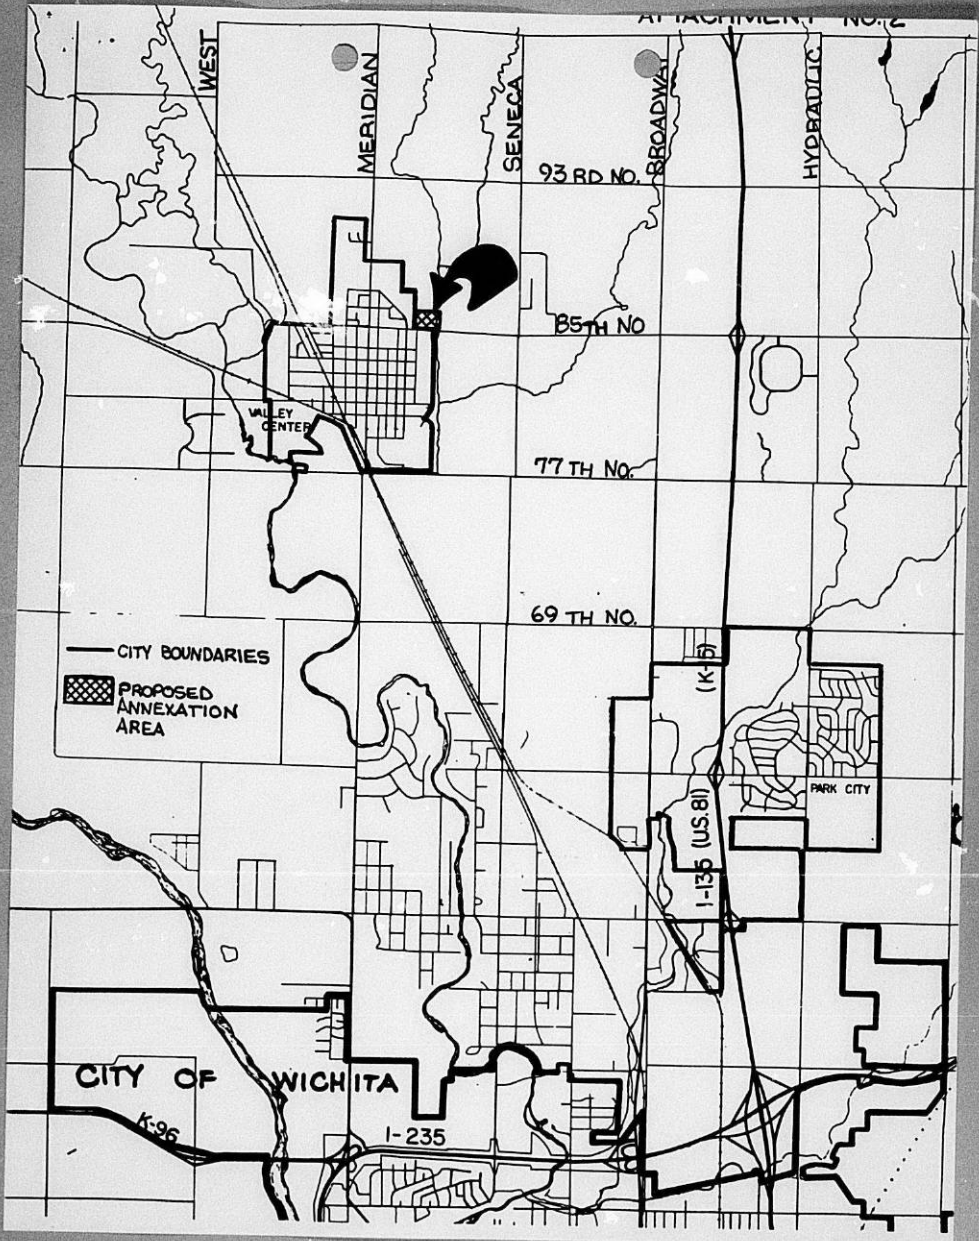 ATTACHMENT NO. 2
WEST
MERIDIAN
SENECA
BROADWAY
HYDRAULIC
93 RD NO.
85TH NO
VALLEY
CENTER
77 TH NO.
69 TH NO.
CITY BOUNDARIES
PROPOSED
ANNEXATION
AREA
(K-15)
PARK CITY
I-135 (U.S.81)
CITY OF WICHITA
K-96
I-235